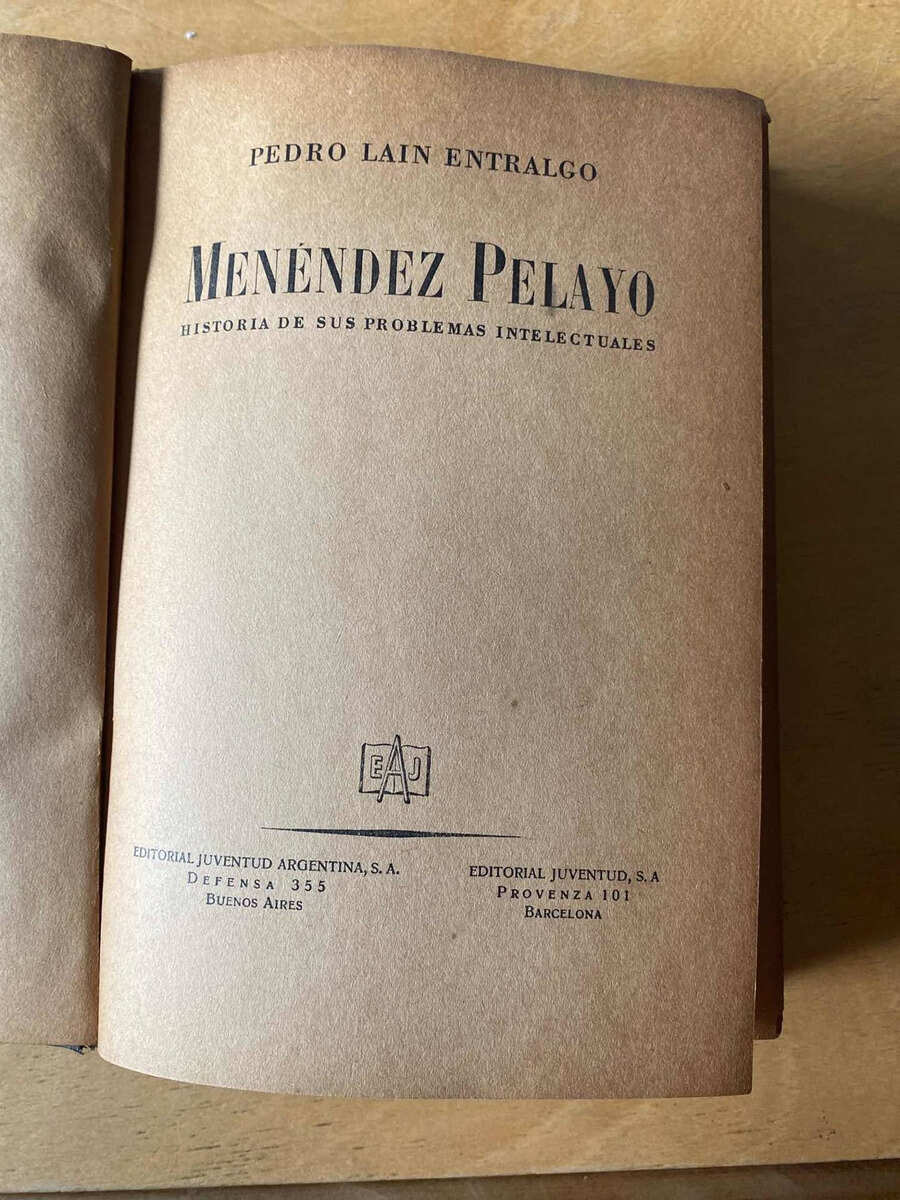 PEDRO LAIN ENTRALGO
MENÉNDEZ PELAYO
HISTORIA DE SUS PROBLEMAS INTELECTUALES
EAJ
EDITORIAL JUVENTUD ARGENTINA, S. A.
DEFENSA 355
BUENOS AIRES
EDITORIAL JUVENTUD, S. A
PROVENZA 101
BARCELONA